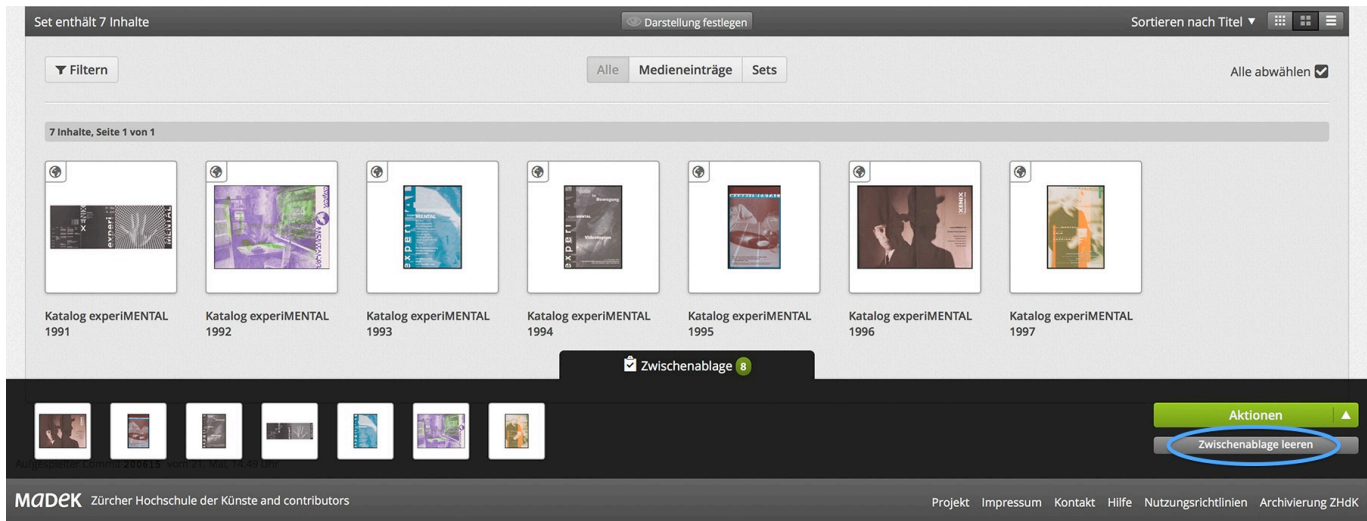 Set enthält 7 Inhalte
Darstellung festlegen
Sortieren nach Titel
Filtern
Alle Medieneinträge Sets
Alle abwählen
7 Inhalte, Seite 1 von 1
Katalog experiMENTAL 1991
Katalog experiMENTAL 1992
Katalog experiMENTAL 1993
Katalog experiMENTAL 1994
Katalog experiMENTAL 1995
Katalog experiMENTAL 1996
Katalog experiMENTAL 1997
Zwischenablage 8
Aktionen
Zwischenablage leeren
Aufgespielter Commit 200615 vom 21. Mai, 14:49 Uhr
MADEK Zürcher Hochschule der Künste and contributors
Projekt Impressum Kontakt Hilfe Nutzungsrichtlinien Archivierung ZHdK